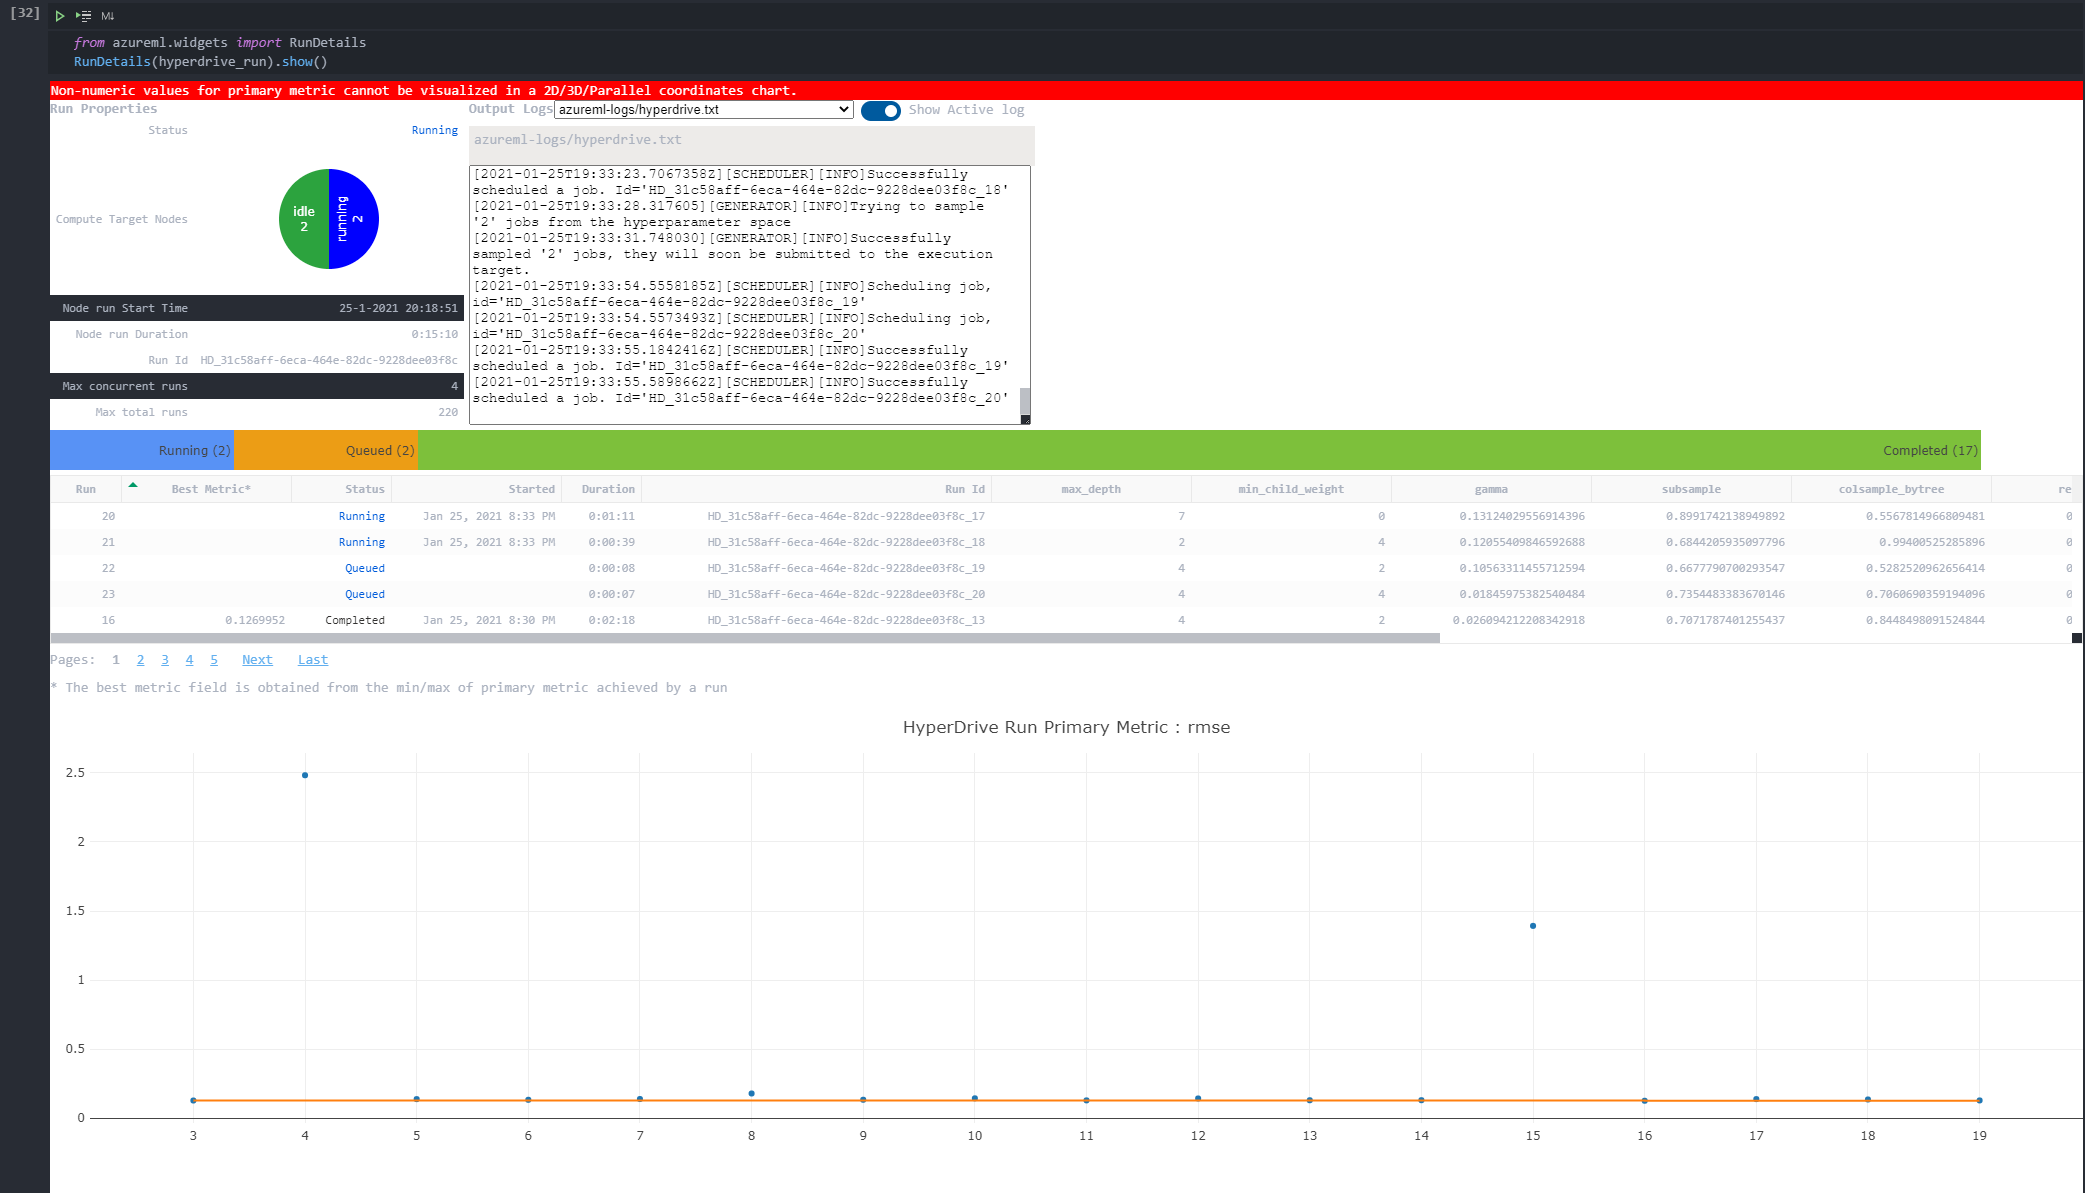 [32]
M↓
from azureml.widgets import RunDetails
RunDetails(hyperdrive_run).show()
Non-numeric values for primary metric cannot be visualized in a 2D/3D/Parallel coordinates chart.
Run Properties
Status Running
Compute Target Nodes
idle
2
running
2
Node run Start Time 25-1-2021 20:18:51
Node run Duration 0:15:10
Run Id HD_31c58aff-6eca-464e-82dc-9228dee03f8c
Max concurrent runs 4
Max total runs 220
Output Logs azureml-logs/hyperdrive.txt Show Active log
azureml-logs/hyperdrive.txt
[2021-01-25T19:33:23.7067358Z][SCHEDULER][INFO]Successfully
scheduled a job. Id='HD_31c58aff-6eca-464e-82dc-9228dee03f8c_18'
[2021-01-25T19:33:28.317605][GENERATOR][INFO]Trying to sample
'2' jobs from the hyperparameter space
[2021-01-25T19:33:31.748030][GENERATOR][INFO]Successfully
sampled '2' jobs, they will soon be submitted to the execution
target.
[2021-01-25T19:33:54.5558185Z][SCHEDULER][INFO]Scheduling job,
id='HD_31c58aff-6eca-464e-82dc-9228dee03f8c_19'
[2021-01-25T19:33:54.5573493Z][SCHEDULER][INFO]Scheduling job,
id='HD_31c58aff-6eca-464e-82dc-9228dee03f8c_20'
[2021-01-25T19:33:55.1842416Z][SCHEDULER][INFO]Successfully
scheduled a job. Id='HD_31c58aff-6eca-464e-82dc-9228dee03f8c_19'
[2021-01-25T19:33:55.5898662Z][SCHEDULER][INFO]Successfully
scheduled a job. Id='HD_31c58aff-6eca-464e-82dc-9228dee03f8c_20'
Running (2) Queued (2) Completed (17)
Run Best Metric* Status Started Duration Run Id max_depth min_child_weight gamma subsample colsample_bytree re
20 Running Jan 25, 2021 8:33 PM 0:01:11 HD_31c58aff-6eca-464e-82dc-9228dee03f8c_17 7 0 0.13124029556914396 0.8991742138949892 0.5567814966809481 0
21 Running Jan 25, 2021 8:33 PM 0:00:39 HD_31c58aff-6eca-464e-82dc-9228dee03f8c_18 2 4 0.12055409846592688 0.6844205935097796 0.99400525285896 0
22 Queued 0:00:08 HD_31c58aff-6eca-464e-82dc-9228dee03f8c_19 4 2 0.10563311455712594 0.6677790700293547 0.5282520962656414 0
23 Queued 0:00:07 HD_31c58aff-6eca-464e-82dc-9228dee03f8c_20 4 4 0.01845975382540484 0.7354483383670146 0.7060690359194096 0
16 0.1269952 Completed Jan 25, 2021 8:30 PM 0:02:18 HD_31c58aff-6eca-464e-82dc-9228dee03f8c_13 4 2 0.026094212208342918 0.7071787401255437 0.8448498091524844 0
Pages: 1 2 3 4 5 Next Last
* The best metric field is obtained from the min/max of primary metric achieved by a run
HyperDrive Run Primary Metric : rmse
2.5
2
1.5
1
0.5
0
3 4 5 6 7 8 9 10 11 12 13 14 15 16 17 18 19